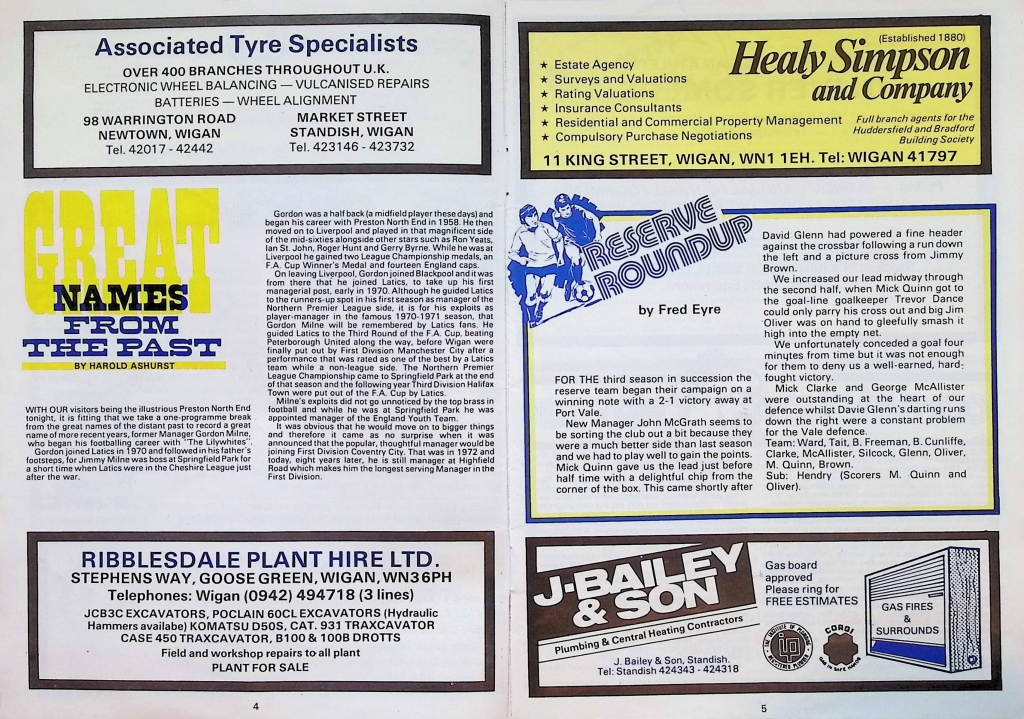 Associated Tyre Specialists
OVER 400 BRANCHES THROUGHOUT U.K.
ELECTRONIC WHEEL BALANCING — VULCANISED REPAIRS
BATTERIES — WHEEL ALIGNMENT
98 WARRINGTON ROAD
NEWTOWN, WIGAN
Tel. 42017 - 42442
MARKET STREET
STANDISH, WIGAN
Tel. 423146 - 423732
GREAT
NAMES
FROM
THE PAST
BY HAROLD ASHURST
WITH OUR visitors being the illustrious Preston North End
tonight, it is fitting that we take a one-programme break
from the great names of the distant past to record a great
name of more recent years, former Manager Gordon Milne,
who began his footballing career with "The Lilywhites".
Gordon joined Latics in 1970 and followed in his father's
footsteps, for Jimmy Milne was boss at Springfield Park for
a short time when Latics were in the Cheshire League just
after the war.
Gordon was a half back (a midfield player these days) and
began his career with Preston North End in 1958. He then
moved on to Liverpool and played in that magnificent side
of the mid-sixties alongside other stars such as Ron Yeats,
Ian St. John, Roger Hunt and Gerry Byrne. While he was at
Liverpool he gained two League Championship medals, an
F.A. Cup Winner's Medal and fourteen England caps.
On leaving Liverpool, Gordon joined Blackpool and it was
from there that he joined Latics, to take up his first
managerial post, early in 1970. Although he guided Latics
to the runners-up spot in his first season as manager of the
Northern Premier League side, it is for his exploits as
player-manager in the famous 1970-1971 season, that
Gordon Milne will be remembered by Latics fans. He
guided Latics to the Third Round of the F.A. Cup, beating
Peterborough United along the way, before Wigan were
finally put out by First Division Manchester City after a
performance that was rated as one of the best by a Latics
team while a non-league side. The Northern Premier
League Championship came to Springfield Park at the end
of that season and the following year Third Division Halifax
Town were put out of the F.A. Cup by Latics.
Milne's exploits did not go unnoticed by the top brass in
football and while he was at Springfield Park he was
appointed manager of the England Youth Team.
It was obvious that he would move on to bigger things
and therefore it came as no surprise when it was
announced that the popular, thoughtful manager would be
joining First Division Coventry City. That was in 1972 and
today, eight years later, he is still manager at Highfield
Road which makes him the longest serving Manager in the
First Division.
RIBBLESDALE PLANT HIRE LTD.
STEPHENS WAY, GOOSE GREEN, WIGAN, WN3 6PH
Telephones: Wigan (0942) 494718 (3 lines)
JCB3C EXCAVATORS, POCLAIN 60CL EXCAVATORS (Hydraulic
Hammers availabe) KOMATSU D50S, CAT. 931 TRAXCAVATOR
CASE 450 TRAXCAVATOR, B100 & 100B DROTTS
Field and workshop repairs to all plant
PLANT FOR SALE
4
(Established 1880)
Healy Simpson
and Company
★ Estate Agency
★ Surveys and Valuations
★ Rating Valuations
★ Insurance Consultants
★ Residential and Commercial Property Management
★ Compulsory Purchase Negotiations
Full branch agents for the
Huddersfield and Bradford
Building Society
11 KING STREET, WIGAN, WN1 1EH. Tel: WIGAN 41797
RESERVE
ROUNDUP
by Fred Eyre
FOR THE third season in succession the
reserve team began their campaign on a
winning note with a 2-1 victory away at
Port Vale.
New Manager John McGrath seems to
be sorting the club out a bit because they
were a much better side than last season
and we had to play well to gain the points.
Mick Quinn gave us the lead just before
half time with a delightful chip from the
corner of the box. This came shortly after
David Glenn had powered a fine header
against the crossbar following a run down
the left and a picture cross from Jimmy
Brown.
We increased our lead midway through
the second half, when Mick Quinn got to
the goal-line goalkeeper Trevor Dance
could only parry his cross out and big Jim
Oliver was on hand to gleefully smash it
high into the empty net.
We unfortunately conceded a goal four
minutes from time but it was not enough
for them to deny us a well-earned, hard-
fought victory.
Mick Clarke and George McAllister
were outstanding at the heart of our
defence whilst Davie Glenn's darting runs
down the right were a constant problem
for the Vale defence.
Team: Ward, Tait, B. Freeman, B. Cunliffe,
Clarke, McAllister, Silcock, Glenn, Oliver,
M. Quinn, Brown.
Sub: Hendry (Scorers M. Quinn and
Oliver).
J·BAILEY
& SON
Plumbing & Central Heating Contractors
J. Bailey & Son, Standish.
Tel: Standish 424343 - 424318
Gas board
approved
Please ring for
FREE ESTIMATES
THE INSTITUTE OF PLUMBING
REGISTERED PLUMBER
CORGI
GAS IN SAFE HANDS
GAS FIRES
&
SURROUNDS
5